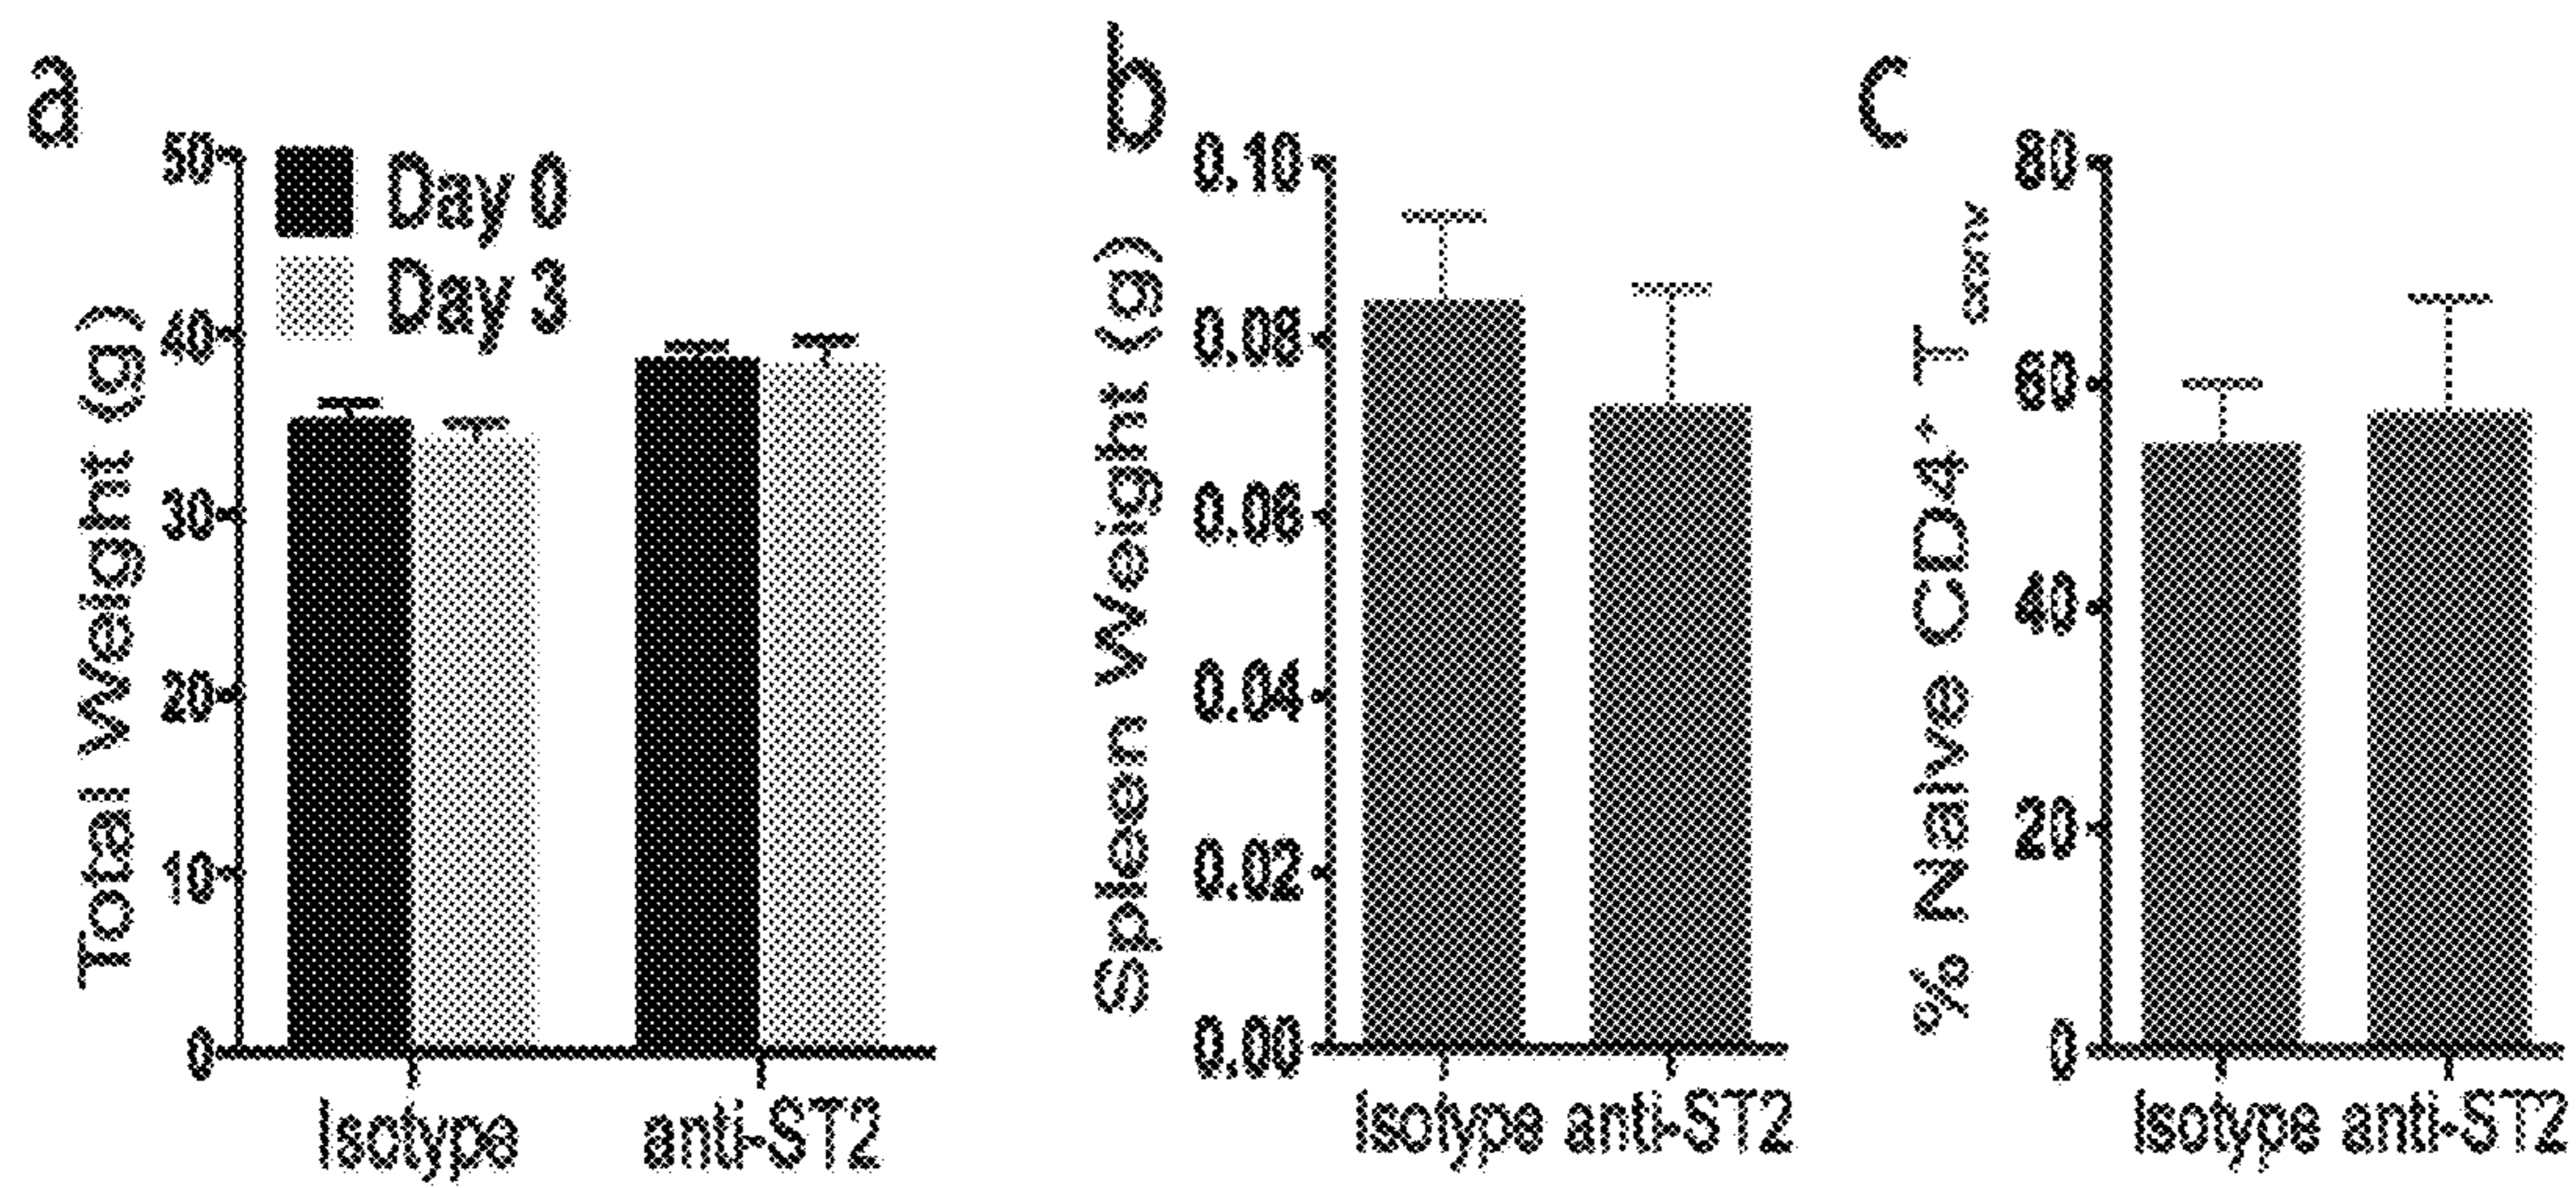 a
Total Weight (g)
50
40
30
20
10
0
Day 0
Day 3
Isotype
anti-ST2
b
Spleen Weight (g)
0.10
0.08
0.06
0.04
0.02
0.00
Isotype anti-ST2
c
% Naive CD4⁺ Tconv
80
60
40
20
0
Isotype anti-ST2